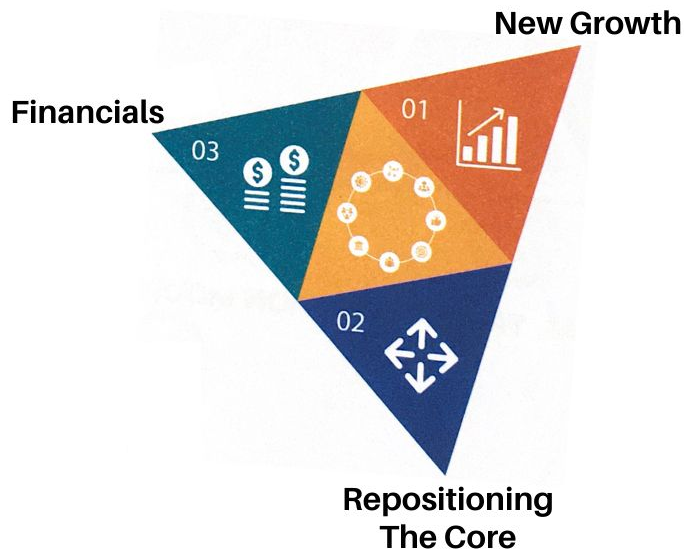 New Growth
Financials
01
03
$ $
02
Repositioning
The Core